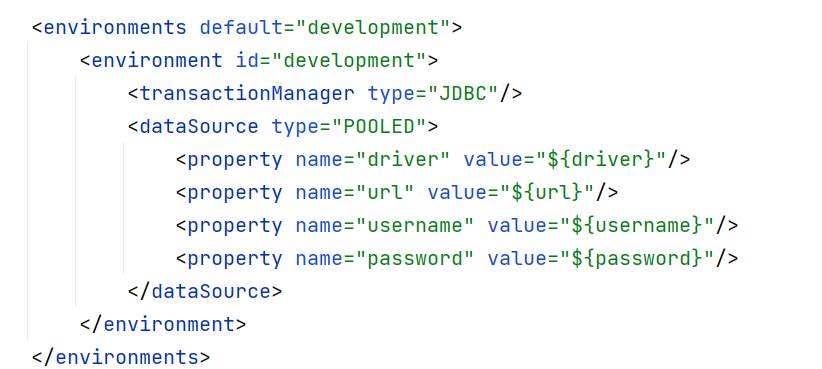 <environments default="development">
    <environment id="development">
        <transactionManager type="JDBC"/>
        <dataSource type="POOLED">
            <property name="driver" value="${driver}"/>
            <property name="url" value="${url}"/>
            <property name="username" value="${username}"/>
            <property name="password" value="${password}"/>
        </dataSource>
    </environment>
</environments>